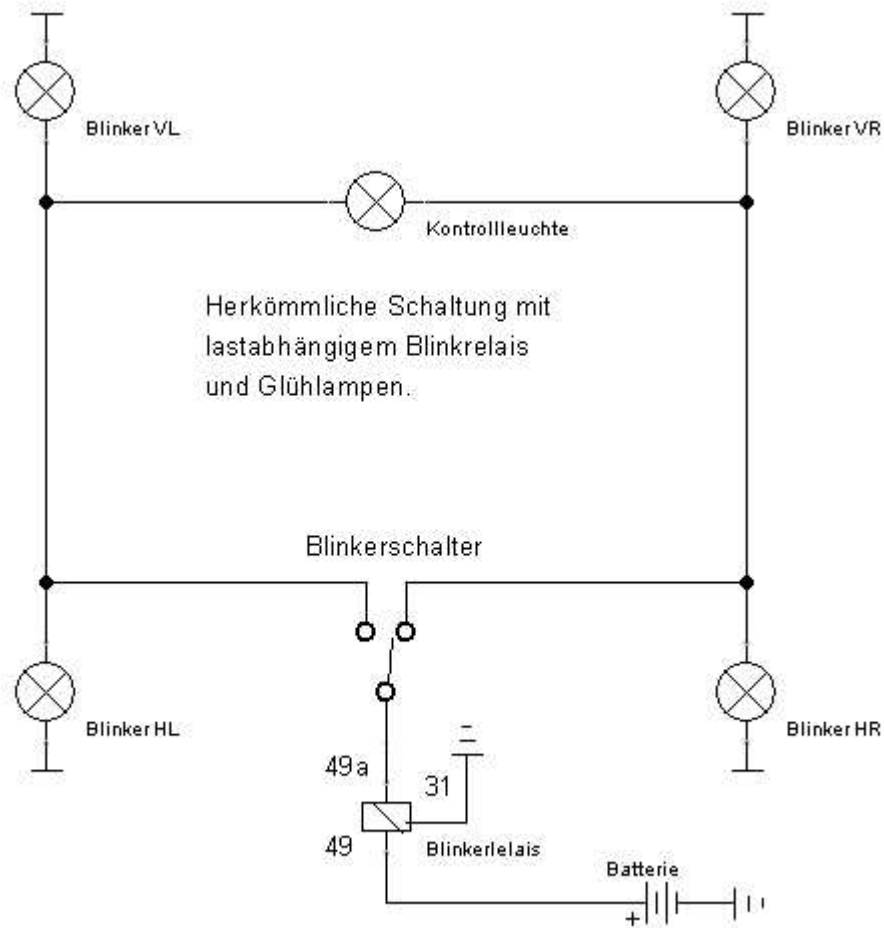 Blinker VL
Blinker VR
Kontrollleuchte
Herkömmliche Schaltung mit
lastabhängigem Blinkrelais
und Glühlampen.
Blinkerschalter
Blinker HL
Blinker HR
49a
31
49
Blinkerlelais
Batterie
+